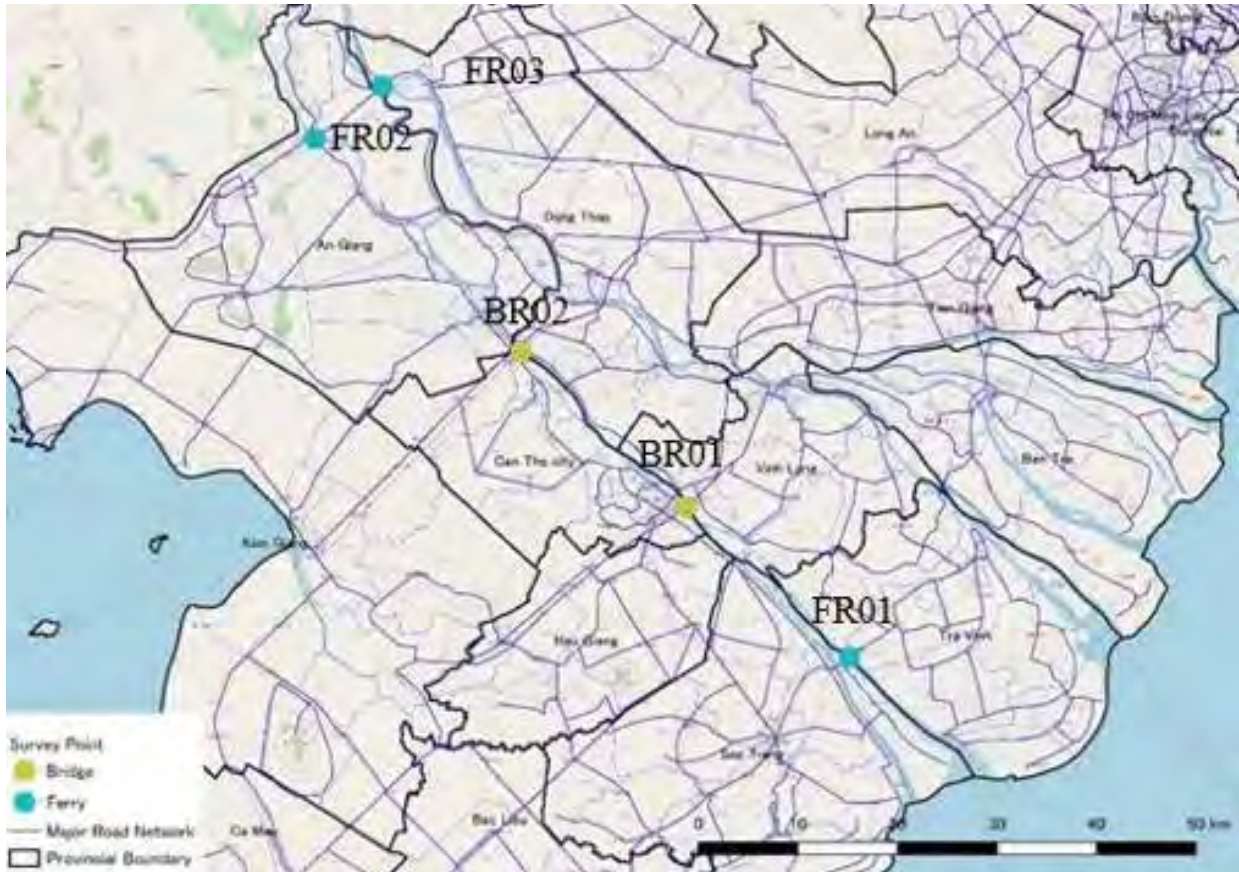 FR03
FR02
Long An
Dong Thap
An Giang
BR02
Tien Giang
BR01
Can Tho city
Vinh Long
Ben Tre
Kien Giang
FR01
Hau Giang
Tra Vinh
Soc Trang
Bac Lieu
Ca Mau
Survey Point
Bridge
Ferry
Major Road Network
Provincial Boundary
0 10 20 30 40 50 km